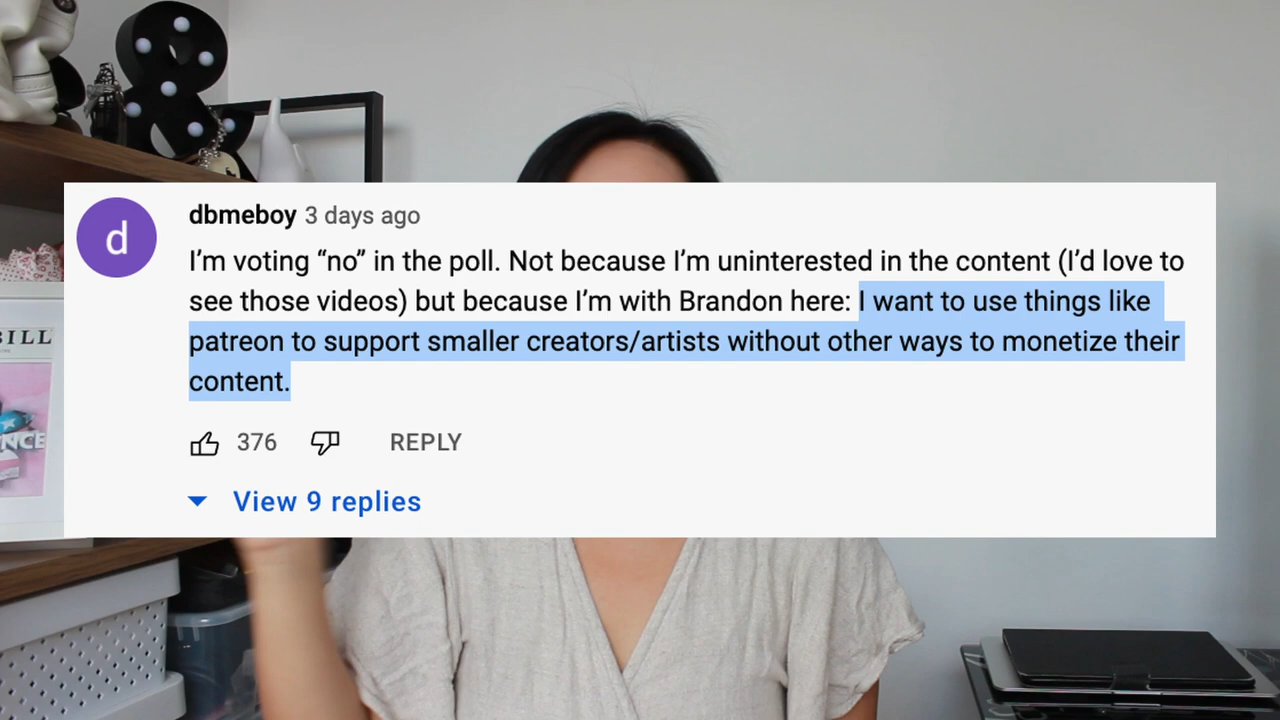 ILL
NCE
d
dbmeboy 3 days ago
I’m voting “no” in the poll. Not because I’m uninterested in the content (I’d love to
see those videos) but because I’m with Brandon here: I want to use things like
patreon to support smaller creators/artists without other ways to monetize their
content.
376 REPLY
View 9 replies